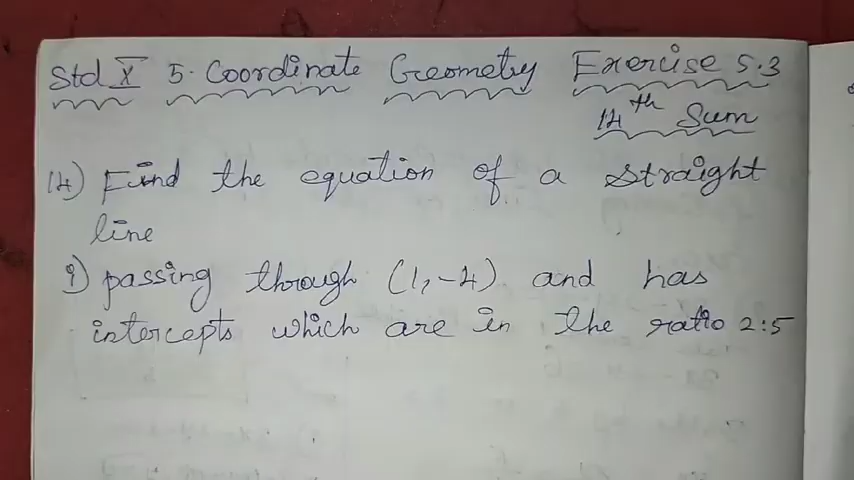 Std X 5. Coordinate Geometry Exercise 5.3
14th Sum
14) Find the equation of a straight
line
i) passing through (1, -4) and has
intercepts which are in the ratio 2:5